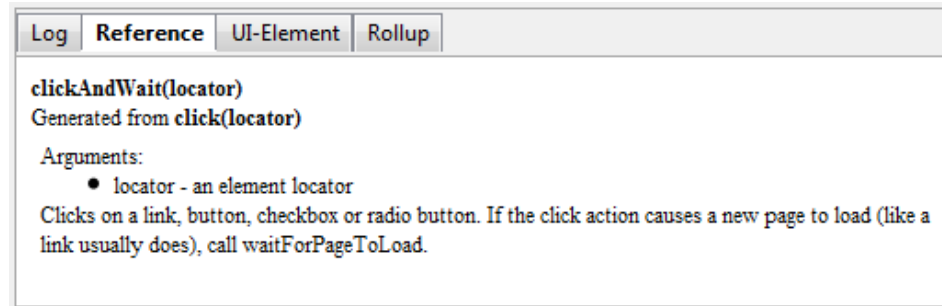 Log Reference UI-Element Rollup
clickAndWait(locator)
Generated from click(locator)
Arguments:
• locator - an element locator
Clicks on a link, button, checkbox or radio button. If the click action causes a new page to load (like a
link usually does), call waitForPageToLoad.